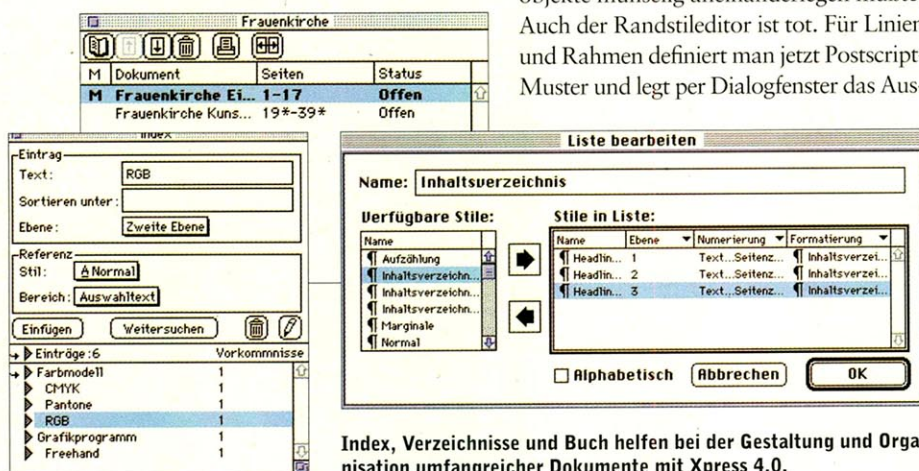 Auch der Randstileditor ist tot. Für Linien
und Rahmen definiert man jetzt Postscript
Muster und legt per Dialogfenster das Aus
Frauenkirche
M Dokument Seiten Status
M Frauenkirche Ei... 1-17 Offen
Frauenkirche Kuns... 19*-39* Offen
Index
Eintrag
Text: RGB
Sortieren unter:
Ebene: Zweite Ebene
Referenz
Stil: A Normal
Bereich: Auswahltext
Einfügen Weitersuchen
Einträge:6 Vorkommnisse
Farbmodell 1
CMYK 1
Pantone 1
RGB 1
Grafikprogramm 1
Freehand 1
Liste bearbeiten
Name: Inhaltsverzeichnis
Verfügbare Stile:
Name
¶ Aufzählung
¶ Inhaltsverzeichn...
¶ Inhaltsverzeichn...
¶ Inhaltsverzeichn...
¶ Marginale
¶ Normal
Stile in Liste:
Name Ebene Numerierung Formatierung
¶ Headlin... 1 Text...Seitenz... ¶ Inhaltsverzei...
¶ Headlin... 2 Text...Seitenz... ¶ Inhaltsverzei...
¶ Headlin... 3 Text...Seitenz... ¶ Inhaltsverzei...
Alphabetisch Abbrechen OK
Index, Verzeichnisse und Buch helfen bei der Gestaltung und Orga
nisation umfangreicher Dokumente mit Xpress 4.0.